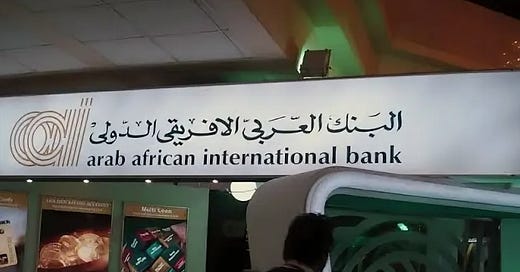 البنك العربي الافريقي الدولي
arab african international bank
Multi Loan